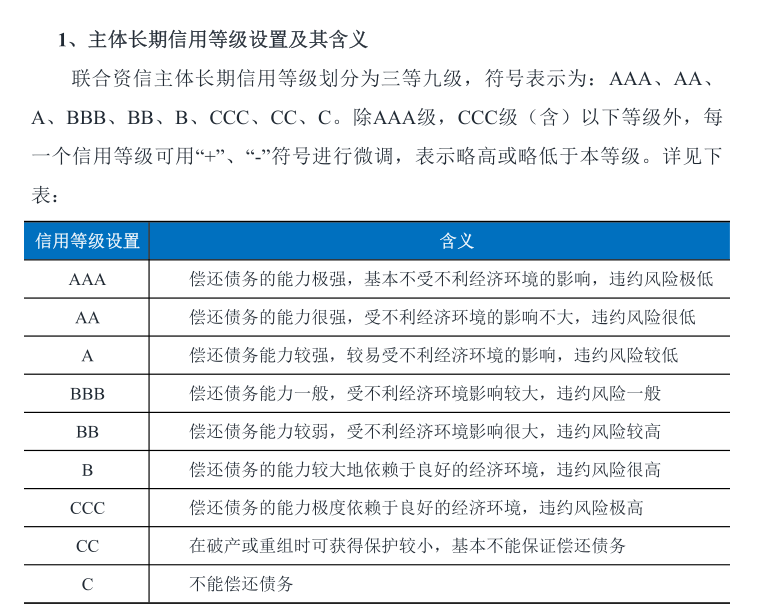 1、主体长期信用等级设置及其含义
联合资信主体长期信用等级划分为三等九级，符号表示为：AAA、AA、
A、BBB、BB、B、CCC、CC、C。除AAA级，CCC级（含）以下等级外，每
一个信用等级可用“+”、“-”符号进行微调，表示略高或略低于本等级。详见下
表：
信用等级设置 含义
AAA 偿还债务的能力极强，基本不受不利经济环境的影响，违约风险极低
AA 偿还债务的能力很强，受不利经济环境的影响不大，违约风险很低
A 偿还债务能力较强，较易受不利经济环境的影响，违约风险较低
BBB 偿还债务能力一般，受不利经济环境影响较大，违约风险一般
BB 偿还债务能力较弱，受不利经济环境影响很大，违约风险较高
B 偿还债务的能力较大地依赖于良好的经济环境，违约风险很高
CCC 偿还债务的能力极度依赖于良好的经济环境，违约风险极高
CC 在破产或重组时可获得保护较小，基本不能保证偿还债务
C 不能偿还债务